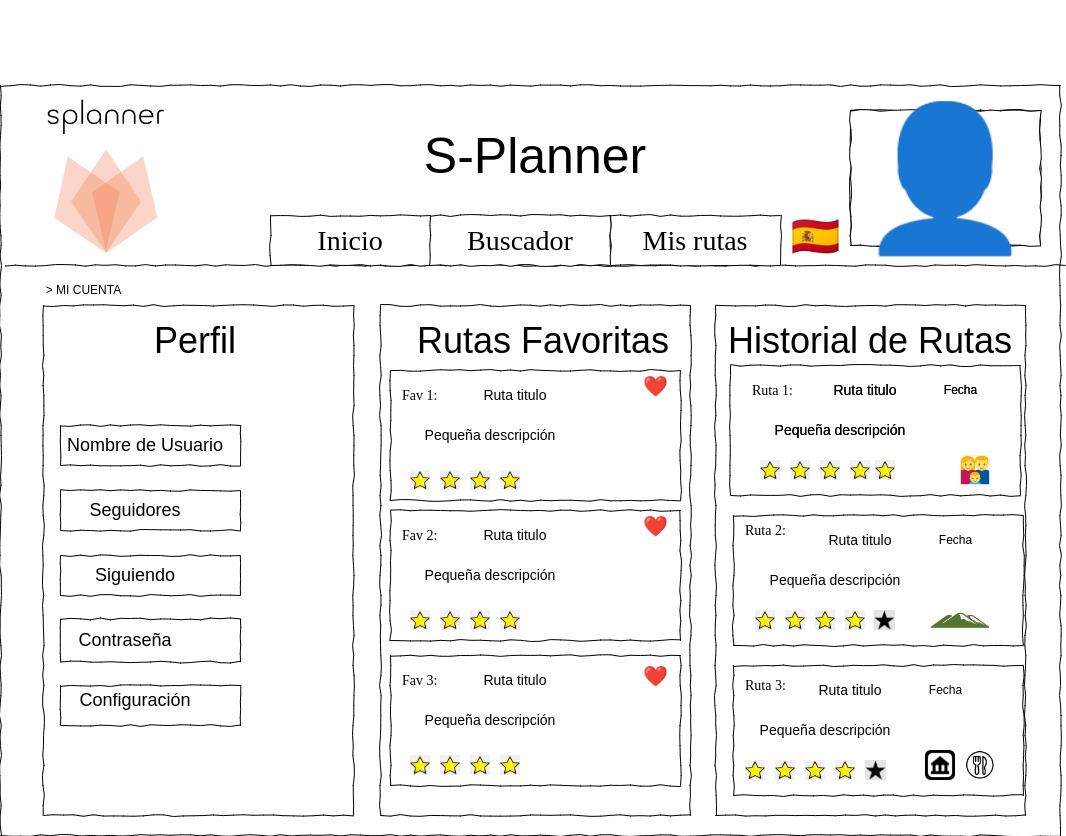 splanner
S-Planner
Inicio
Buscador
Mis rutas
> MI CUENTA
Perfil
Nombre de Usuario
Seguidores
Siguiendo
Contraseña
Configuración
Rutas Favoritas
Fav 1:
Ruta titulo
Pequeña descripción
Fav 2:
Ruta titulo
Pequeña descripción
Fav 3:
Ruta titulo
Pequeña descripción
Historial de Rutas
Ruta 1:
Ruta titulo
Fecha
Pequeña descripción
Ruta 2:
Ruta titulo
Fecha
Pequeña descripción
Ruta 3:
Ruta titulo
Fecha
Pequeña descripción